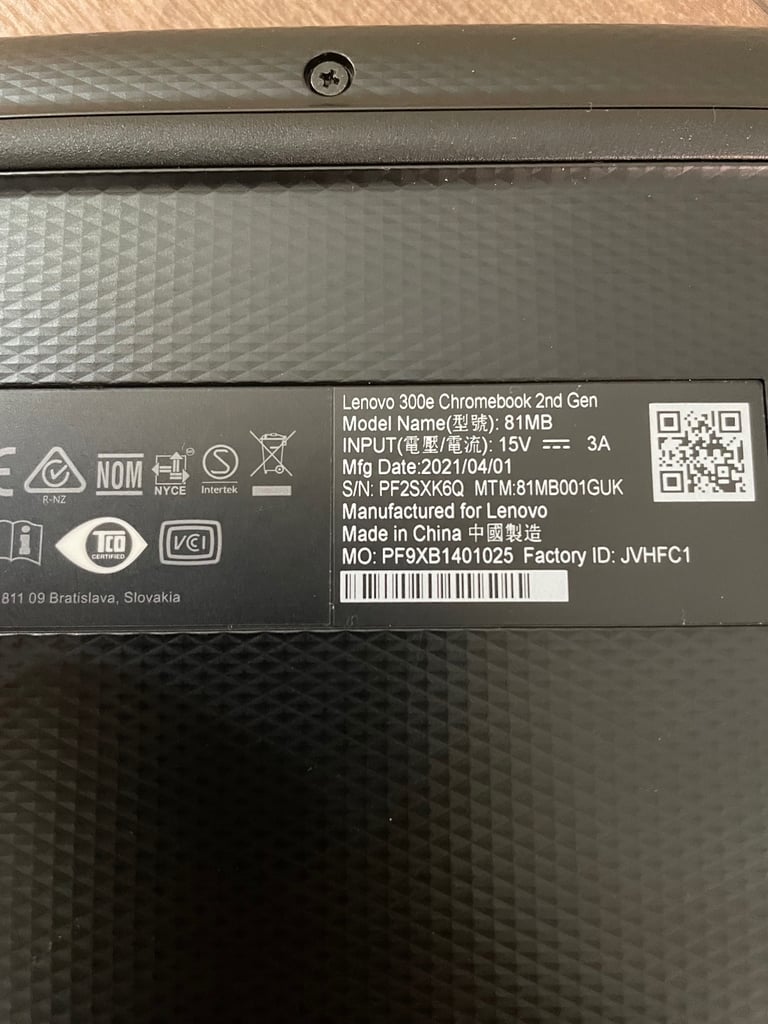 Lenovo 300e Chromebook 2nd Gen
Model Name(型號): 81MB
INPUT(電壓/電流): 15V ⎓ 3A
Mfg Date:2021/04/01
S/N: PF2SXK6Q MTM:81MB001GUK
Manufactured for Lenovo
Made in China 中國製造
MO: PF9XB1401025 Factory ID: JVHFC1
CE
R-NZ
NOM
NYCE
S
Intertek
i
TCO
CERTIFIED
VCI
811 09 Bratislava, Slovakia